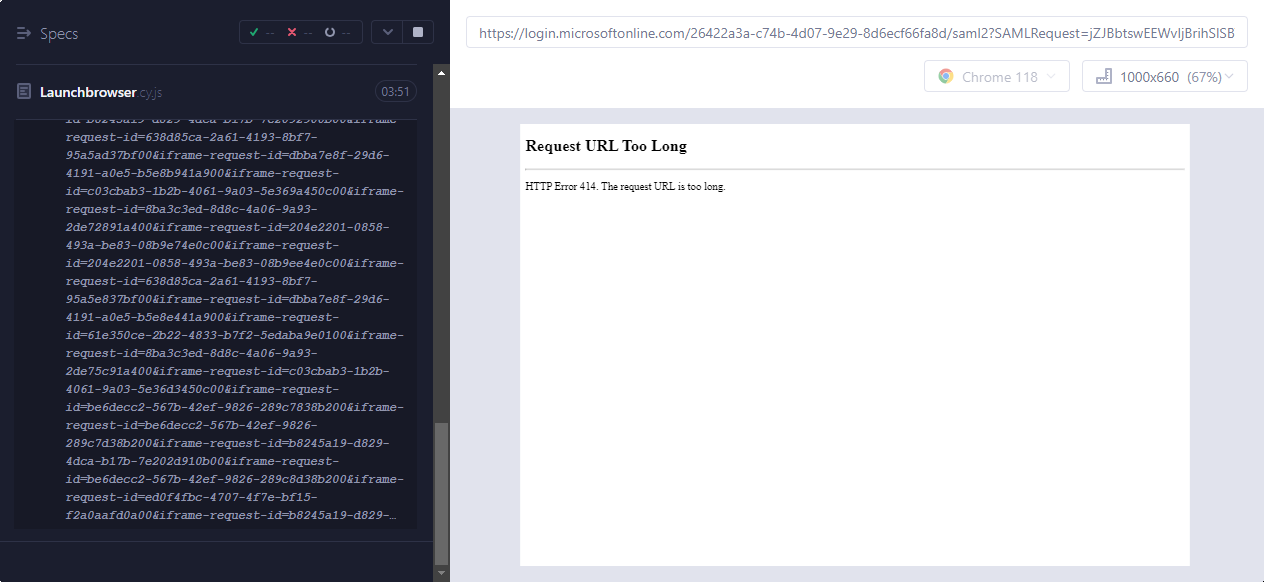 Specs
-- -- --
Launchbrowser.cy.js
03:51
request-id=638d85ca-2a61-4193-8bf7-
95a5ad37bf00&iframe-request-id=dbba7e8f-29d6-
4191-a0e5-b5e8b941a900&iframe-request-
id=c03cbab3-1b2b-4061-9a03-5e369a450c00&iframe-
request-id=8ba3c3ed-8d8c-4a06-9a93-
2de72891a400&iframe-request-id=204e2201-0858-
493a-be83-08b9e74e0c00&iframe-request-
id=204e2201-0858-493a-be83-08b9ee4e0c00&iframe-
request-id=638d85ca-2a61-4193-8bf7-
95a5e837bf00&iframe-request-id=dbba7e8f-29d6-
4191-a0e5-b5e8e441a900&iframe-request-
id=61e350ce-2b22-4833-b7f2-5edaba9e0100&iframe-
request-id=8ba3c3ed-8d8c-4a06-9a93-
2de75c91a400&iframe-request-id=c03cbab3-1b2b-
4061-9a03-5e36d3450c00&iframe-request-
id=be6decc2-567b-42ef-9826-289c7838b200&iframe-
request-id=be6decc2-567b-42ef-9826-
289c7d38b200&iframe-request-id=b8245a19-d829-
4dca-b17b-7e202d910b00&iframe-request-
id=be6decc2-567b-42ef-9826-289c8d38b200&iframe-
request-id=ed0f4fbc-4707-4f7e-bf15-
f2a0aafd0a00&iframe-request-id=b8245a19-d829-…
https://login.microsoftonline.com/26422a3a-c74b-4d07-9e29-8d6ecf66fa8d/saml2?SAMLRequest=jZJBbtswEEWvIjBrihSlSB
Chrome 118
1000x660 (67%)
Request URL Too Long
HTTP Error 414. The request URL is too long.